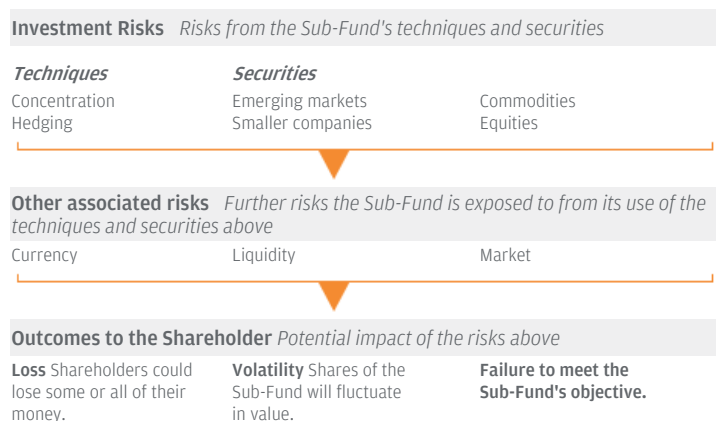 Investment Risks Risks from the Sub-Fund's techniques and securities
Techniques Securities
Concentration Emerging markets Commodities
Hedging Smaller companies Equities
Other associated risks Further risks the Sub-Fund is exposed to from its use of the
techniques and securities above
Currency Liquidity Market
Outcomes to the Shareholder Potential impact of the risks above
Loss Shareholders could
lose some or all of their
money.
Volatility Shares of the
Sub-Fund will fluctuate
in value.
Failure to meet the
Sub-Fund's objective.